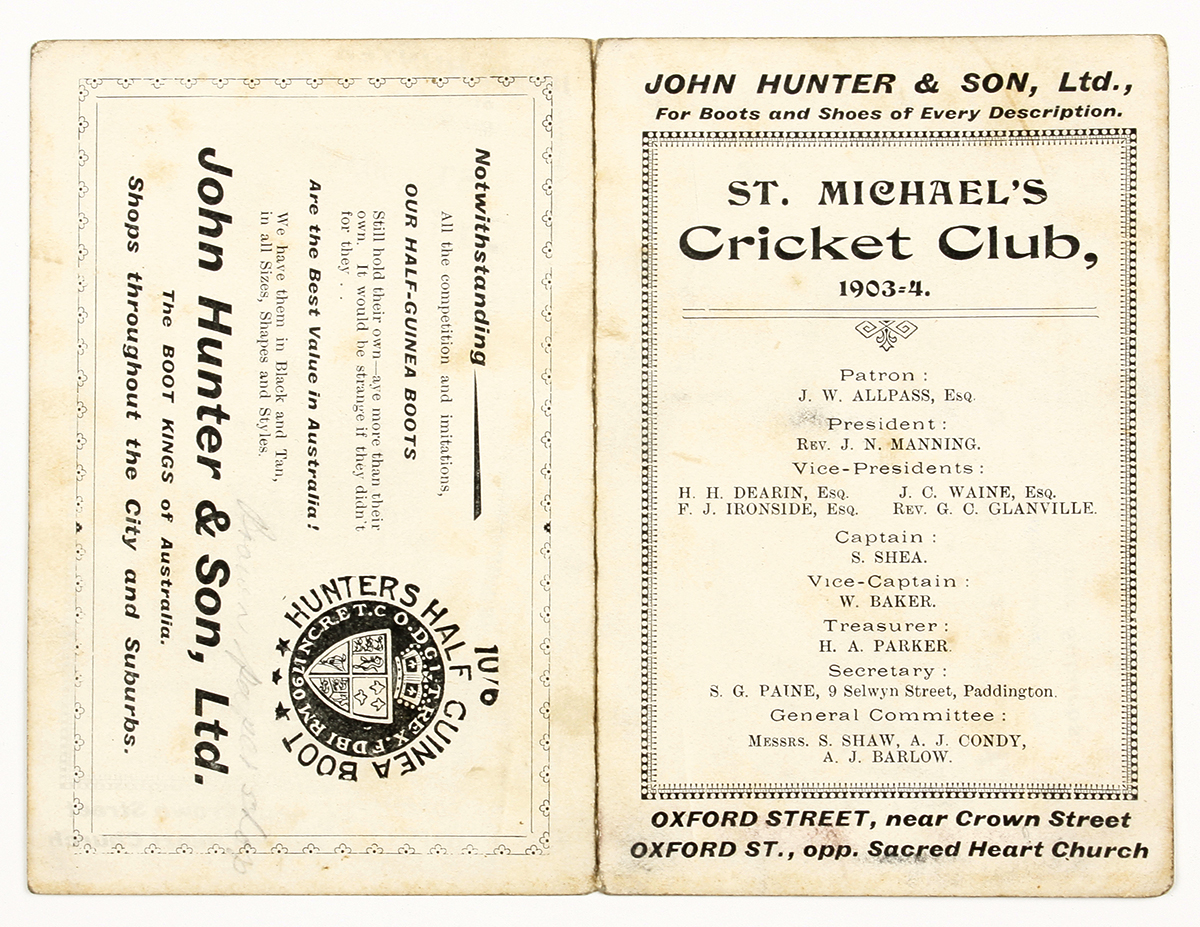 Notwithstanding
All the competition and imitations,
OUR HALF-GUINEA BOOTS
Still hold their own—aye more than their
own. It would be strange if they didn't
for they . .
Are the Best Value in Australia!
We have them in Black and Tan,
in all Sizes, Shapes and Styles.
10/6
HUNTERS HALF GUINEA BOOT
John Hunter & Son, Ltd.
The BOOT KINGS of Australia.
Shops throughout the City and Suburbs.
JOHN HUNTER & SON, Ltd.,
For Boots and Shoes of Every Description.
ST. MICHAEL'S
Cricket Club,
1903=4.
Patron :
J. W. ALLPASS, Esq.
President :
Rev. J. N. MANNING.
Vice-Presidents :
H. H. DEARIN, Esq. J. C. WAINE, Esq.
F. J. IRONSIDE, Esq. Rev. G. C. GLANVILLE.
Captain :
S. SHEA.
Vice-Captain :
W. BAKER.
Treasurer :
H. A. PARKER.
Secretary :
S. G. PAINE, 9 Selwyn Street, Paddington.
General Committee :
Messrs. S. SHAW, A. J. CONDY,
A. J. BARLOW.
OXFORD STREET, near Crown Street
OXFORD ST., opp. Sacred Heart Church